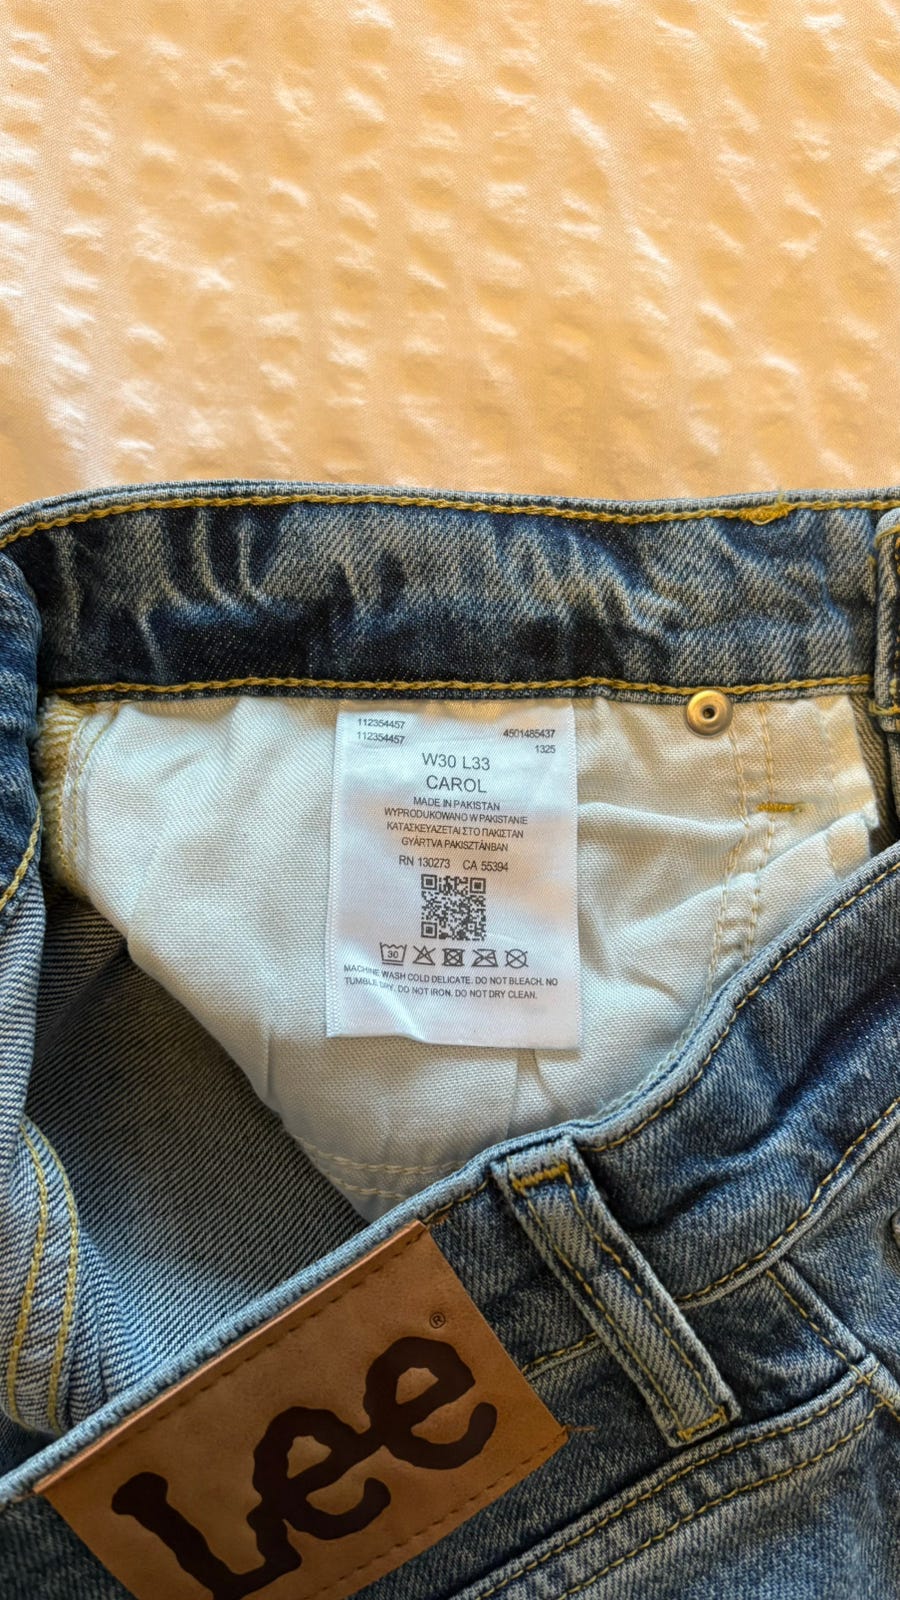 112354457
112354457
4501485437
1325
W30 L33
CAROL
MADE IN PAKISTAN
WYPRODUKOWANO W PAKISTANIE
ΚΑΤΑΣΚΕΥΑΖΕΤΑΙ ΣΤΟ ΠΑΚΙΣΤΑΝ
GYÁRTVA PAKISZTÁNBAN
RN 130273 CA 55394
30
MACHINE WASH COLD DELICATE. DO NOT BLEACH. NO
TUMBLE DRY. DO NOT IRON. DO NOT DRY CLEAN.
Lee®